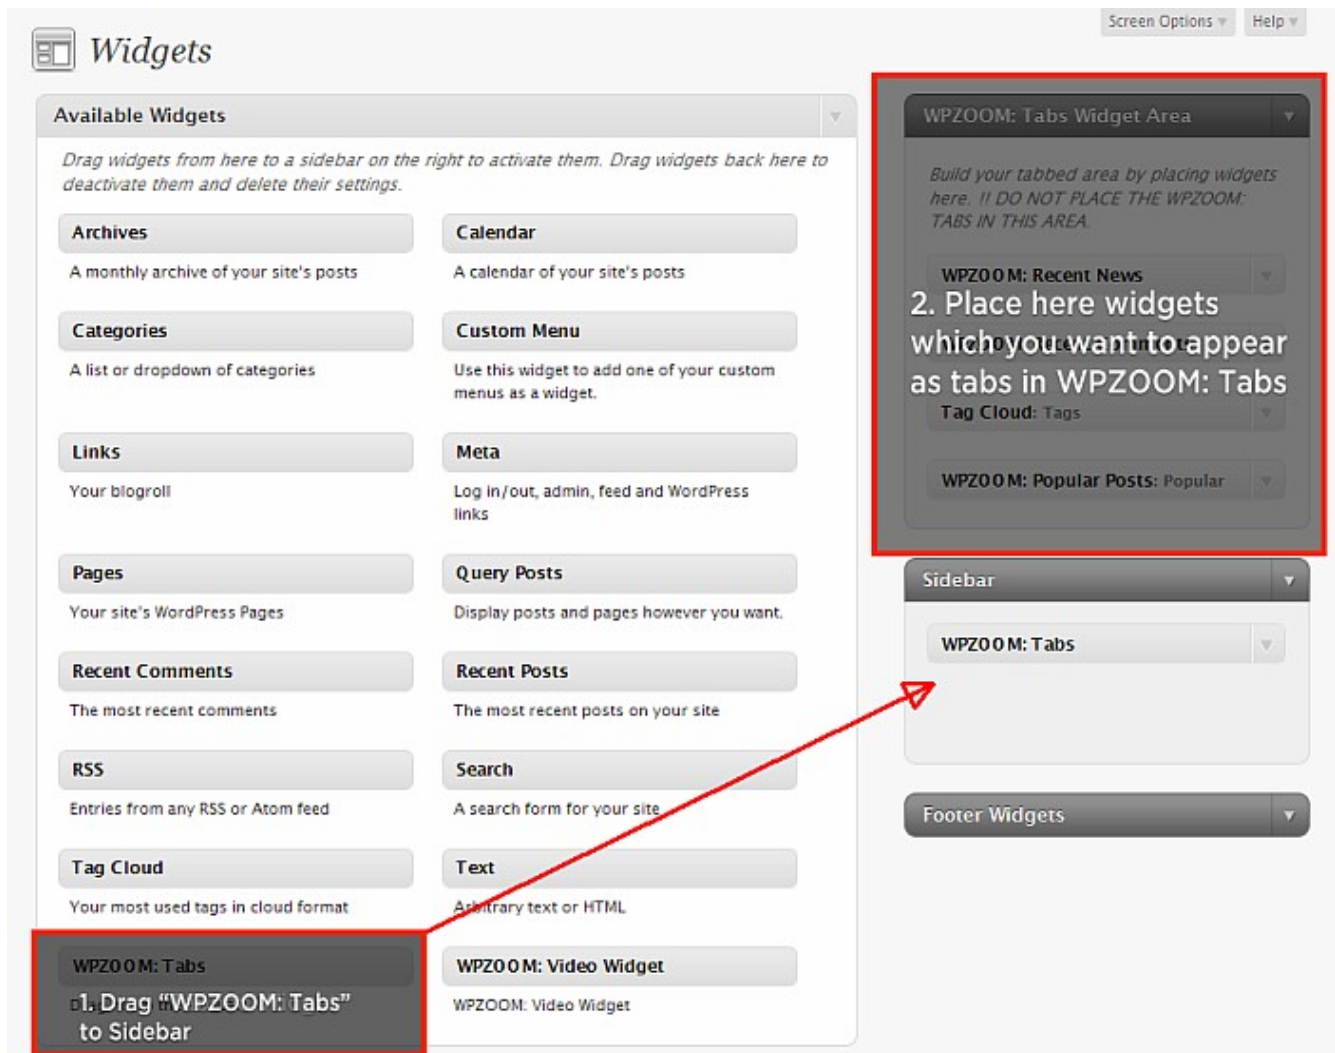 Screen Options
Help
Widgets
Available Widgets
Drag widgets from here to a sidebar on the right to activate them. Drag widgets back here to
deactivate them and delete their settings.
Archives
A monthly archive of your site's posts
Calendar
A calendar of your site's posts
Categories
A list or dropdown of categories
Custom Menu
Use this widget to add one of your custom
menus as a widget.
Links
Your blogroll
Meta
Log in/out, admin, feed and WordPress
links
Pages
Your site's WordPress Pages
Query Posts
Display posts and pages however you want.
Recent Comments
The most recent comments
Recent Posts
The most recent posts on your site
RSS
Entries from any RSS or Atom feed
Search
A search form for your site
Tag Cloud
Your most used tags in cloud format
Text
Arbitrary text or HTML
WPZOOM: Tabs
1. Drag “WPZOOM: Tabs”
to Sidebar
WPZOOM: Video Widget
WPZOOM: Video Widget
WPZOOM: Tabs Widget Area
Build your tabbed area by placing widgets
here. !! DO NOT PLACE THE WPZOOM:
TABS IN THIS AREA.
WPZOOM: Recent News
2. Place here widgets
which you want to appear
as tabs in WPZOOM: Tabs
Tag Cloud: Tags
WPZOOM: Popular Posts: Popular
Sidebar
WPZOOM: Tabs
Footer Widgets